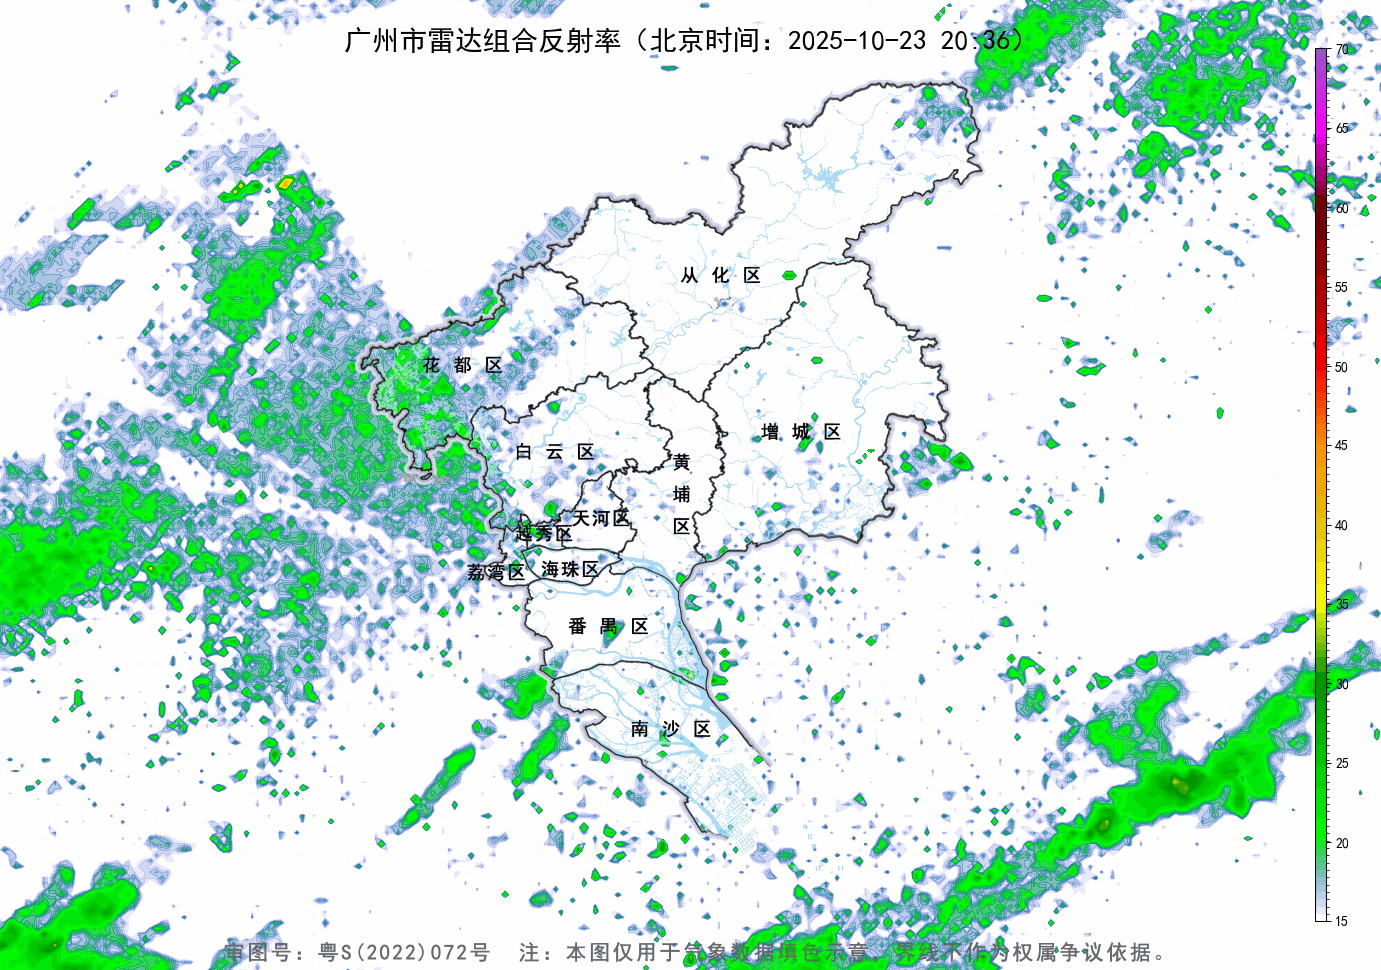 广州市雷达组合反射率（北京时间：2025-10-23 20:36）
70
65
60
55
50
45
40
35
30
25
20
15
从化区
花都区
增城区
白云区
黄埔区
天河区
越秀区
海珠区
荔湾区
番禺区
南沙区
审图号：粤S(2022)072号 注：本图仅用于气象数据填色示意，界线不作为权属争议依据。